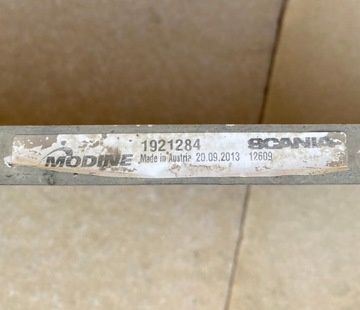 1921284 SCANIA
MODINE Made in Austria 20.09.2013 12609